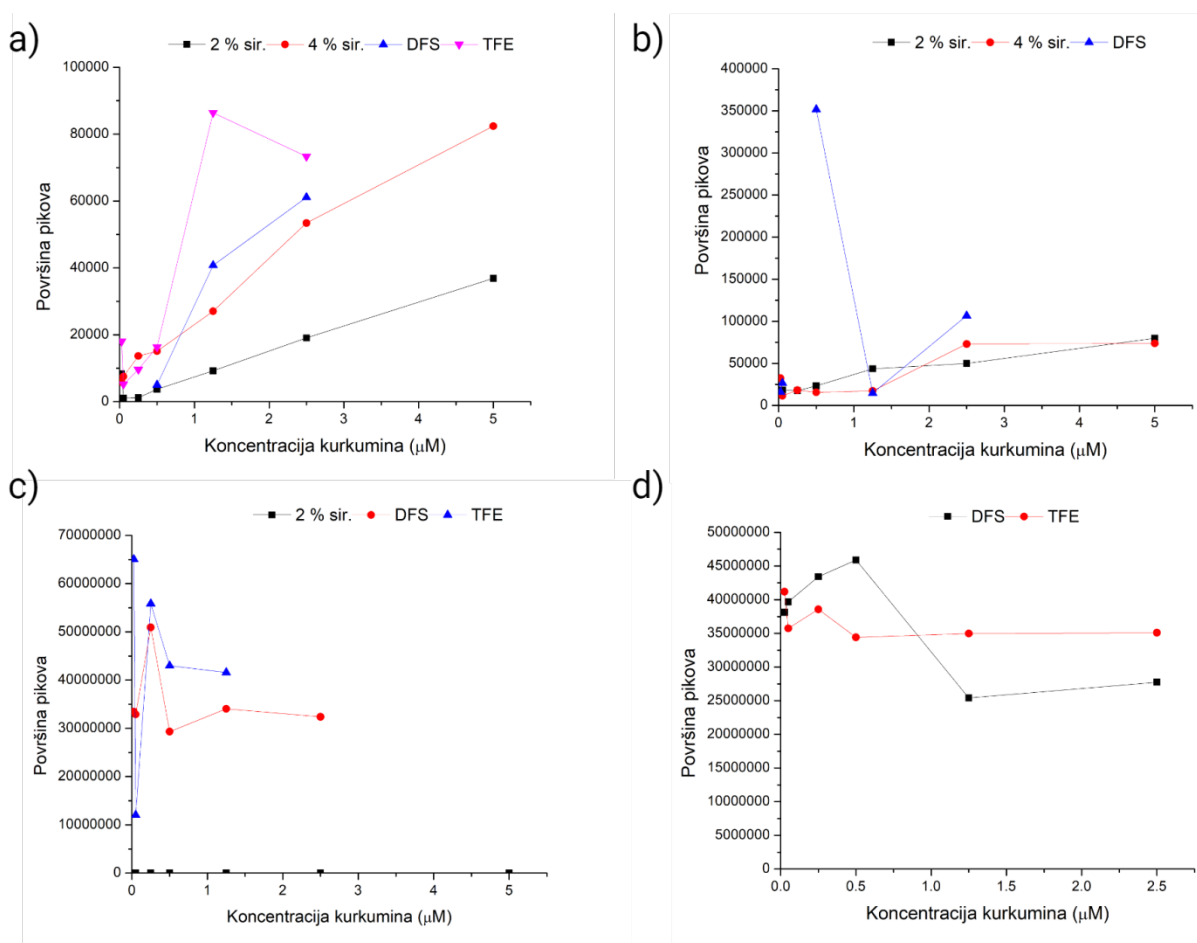 a)
2 % sir. 4 % sir. DFS TFE
100000
80000
60000
40000
20000
0
Površina pikova
0 1 2 3 4 5
Koncentracija kurkumina (μM)
b)
2 % sir. 4 % sir. DFS
400000
350000
300000
250000
200000
150000
100000
50000
0
Površina pikova
0 1 2 3 4 5
Koncentracija kurkumina (μM)
c)
2 % sir. DFS TFE
70000000
60000000
50000000
40000000
30000000
20000000
10000000
0
Površina pikova
0 1 2 3 4 5
Koncentracija kurkumina (μM)
d)
DFS TFE
50000000
45000000
40000000
35000000
30000000
25000000
20000000
15000000
10000000
5000000
0
Površina pikova
0.0 0.5 1.0 1.5 2.0 2.5
Koncentracija kurkumina (μM)